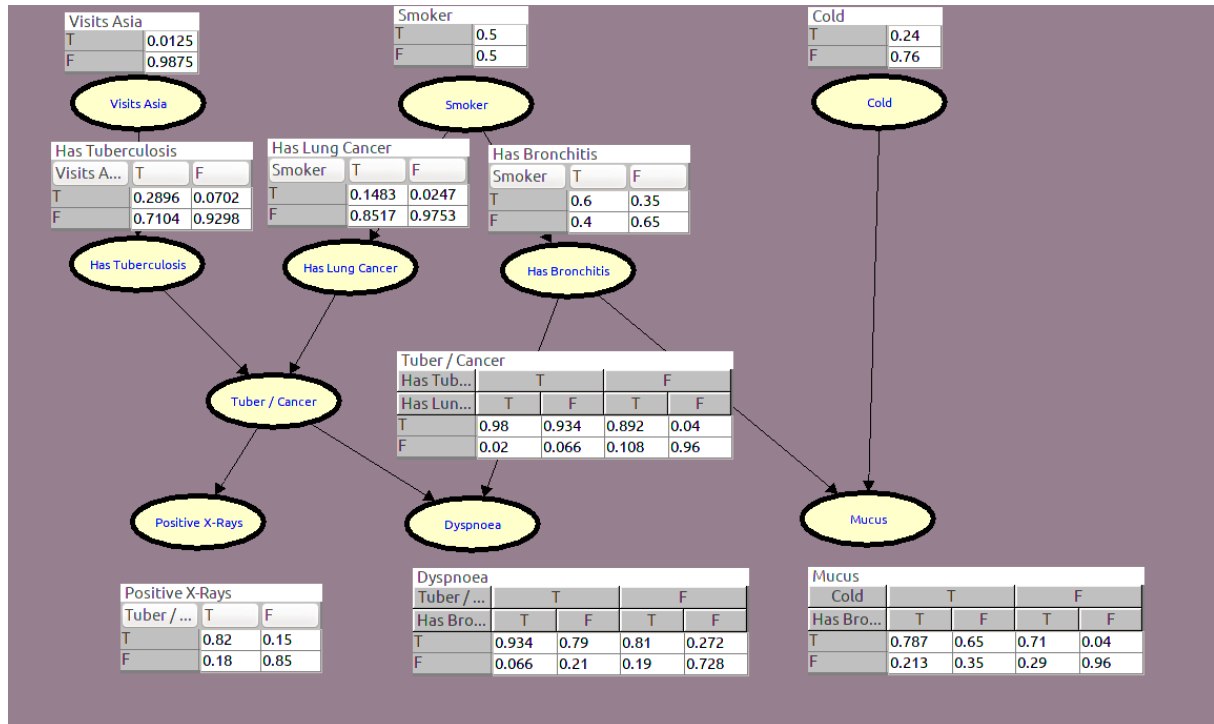 Visits Asia
T 0.0125
F 0.9875
Smoker
T 0.5
F 0.5
Cold
T 0.24
F 0.76
Visits Asia
Smoker
Cold
Has Tuberculosis
Visits A... T F
T 0.2896 0.0702
F 0.7104 0.9298
Has Lung Cancer
Smoker T F
T 0.1483 0.0247
F 0.8517 0.9753
Has Bronchitis
Smoker T F
T 0.6 0.35
F 0.4 0.65
Has Tuberculosis
Has Lung Cancer
Has Bronchitis
Tuber / Cancer
Has Tub... T F
Has Lun... T F T F
T 0.98 0.934 0.892 0.04
F 0.02 0.066 0.108 0.96
Tuber / Cancer
Positive X-Rays
Dyspnoea
Mucus
Positive X-Rays
Tuber / ... T F
T 0.82 0.15
F 0.18 0.85
Dyspnoea
Tuber / ... T F
Has Bro... T F T F
T 0.934 0.79 0.81 0.272
F 0.066 0.21 0.19 0.728
Mucus
Cold T F
Has Bro... T F T F
T 0.787 0.65 0.71 0.04
F 0.213 0.35 0.29 0.96